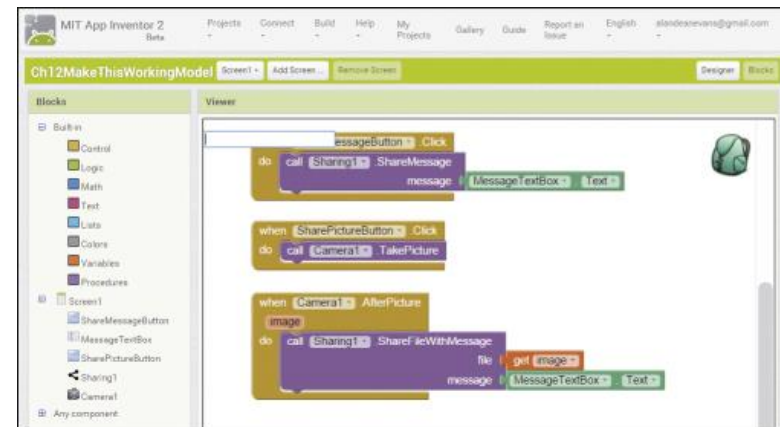 MIT App Inventor 2
Beta
Projects Connect Build Help My Projects Gallery Guide Report an Issue English alandearevans@gmail.com
Ch12MakeThisWorkingModel Screen1 Add Screen ... Remove Screen Designer Blocks
Blocks
Built-in
Control
Logic
Math
Text
Lists
Colors
Variables
Procedures
Screen1
ShareMessageButton
MessageTextBox
SharePictureButton
Sharing1
Camera1
Any component
Viewer
essageButton . Click
do call Sharing1 . ShareMessage
message MessageTextBox . Text
when SharePictureButton . Click
do call Camera1 . TakePicture
when Camera1 . AfterPicture
image
do call Sharing1 . ShareFileWithMessage
file get image
message MessageTextBox . Text